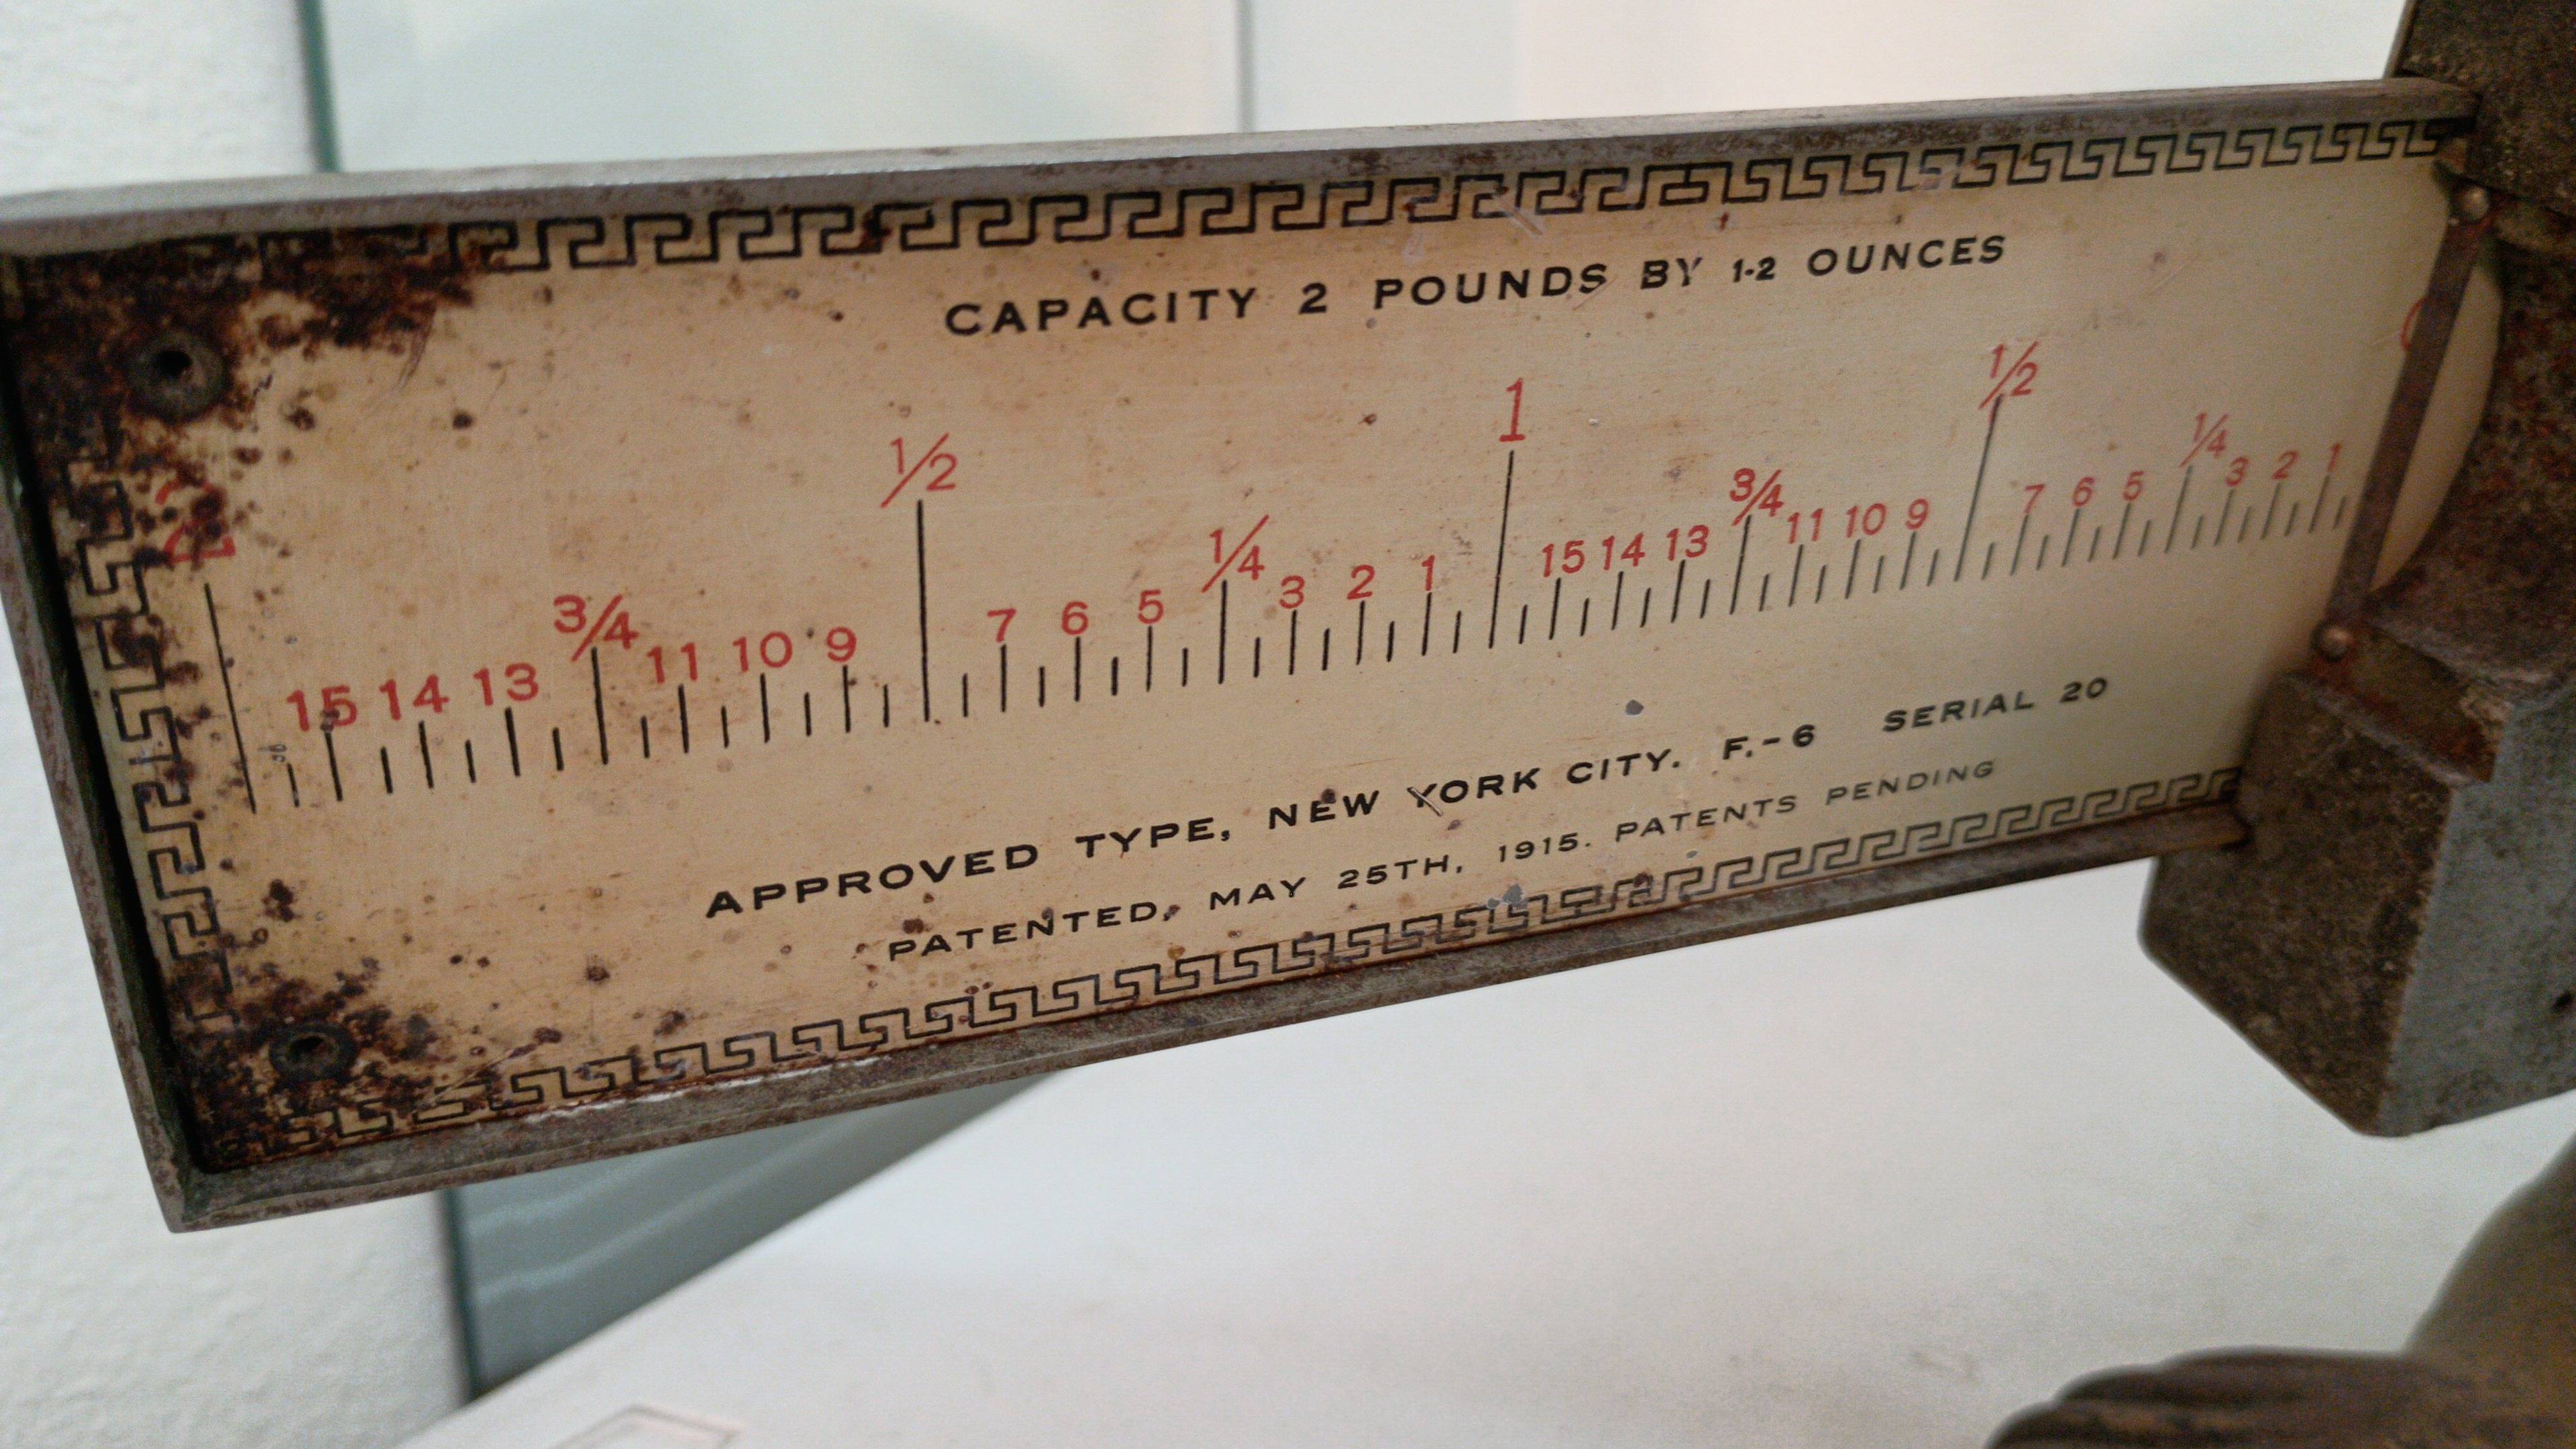 CAPACITY 2 POUNDS BY 1-2 OUNCES
2 15 14 13 3/4 11 10 9 1/2 7 6 5 1/4 3 2 1 1 15 14 13 3/4 11 10 9 1/2 7 6 5 1/4 3 2 1
APPROVED TYPE, NEW YORK CITY. F.-6 SERIAL 20
PATENTED, MAY 25TH, 1915. PATENTS PENDING